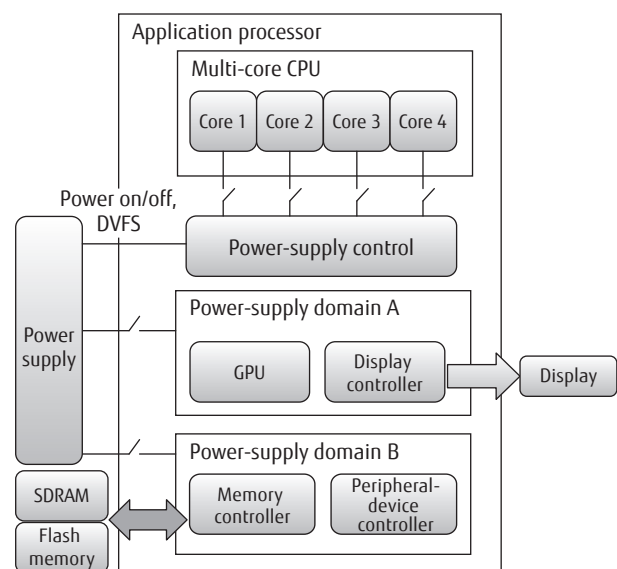 Application processor
Multi-core CPU
Core 1
Core 2
Core 3
Core 4
Power on/off,
DVFS
Power-supply control
Power
supply
Power-supply domain A
GPU
Display
controller
Display
Power-supply domain B
SDRAM
Memory
controller
Peripheral-
device
controller
Flash
memory